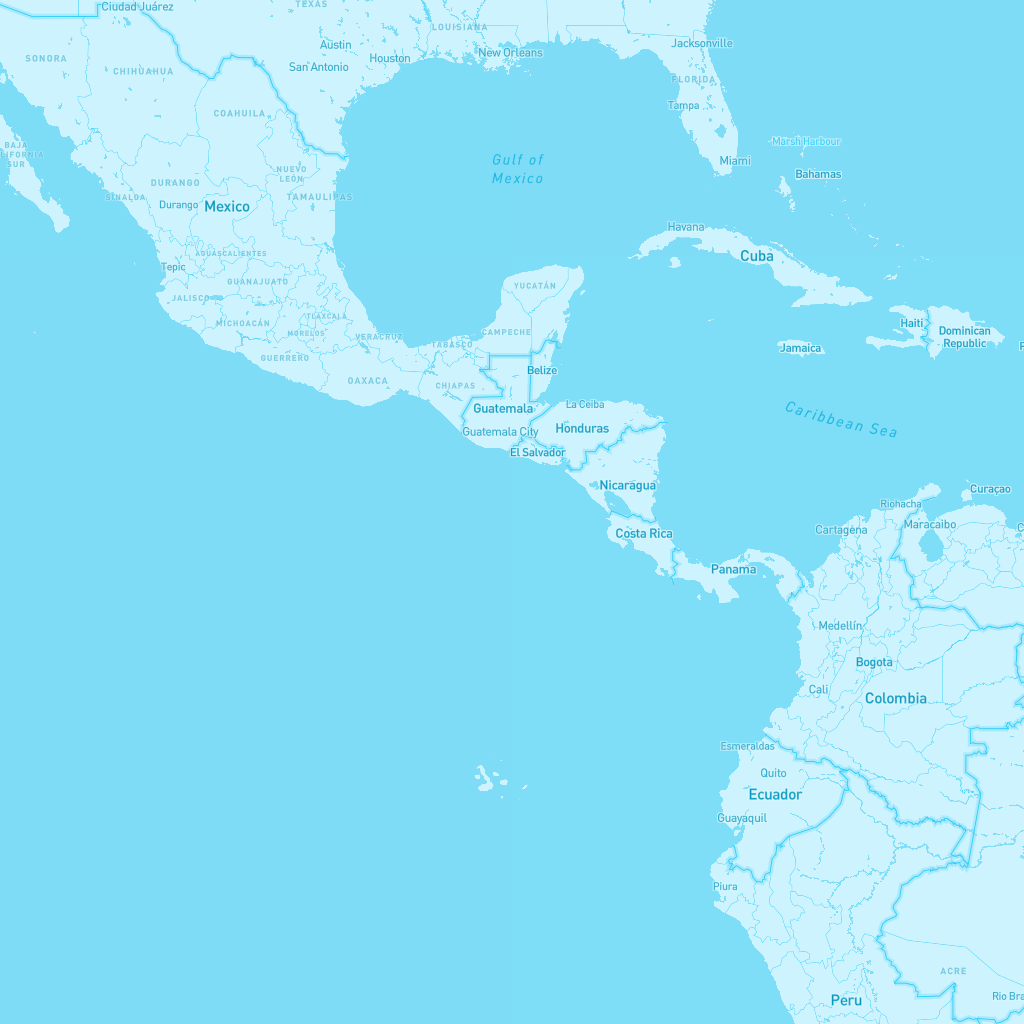 Ciudad Juárez
TEXAS
LOUISIANA
Austin
Jacksonville
SONORA
Houston
New Orleans
CHIHUAHUA
San Antonio
FLORIDA
Tampa
COAHUILA
Marsh Harbour
BAJA
CALIFORNIA
SUR
Gulf of
Mexico
Miami
Bahamas
NUEVO
LEÓN
DURANGO
SINALOA
TAMAULIPAS
Durango
Mexico
Havana
Cuba
AGUASCALIENTES
Tepic
GUANAJUATO
YUCATÁN
JALISCO
TLAXCALA
MICHOACÁN
MORELOS
VERACRUZ
CAMPECHE
Haiti
Dominican
Republic
TABASCO
Jamaica
GUERRERO
OAXACA
CHIAPAS
Belize
Guatemala
La Ceiba
Caribbean Sea
Guatemala City
Honduras
El Salvador
Nicaragua
Curaçao
Riohacha
Costa Rica
Cartagena
Maracaibo
Panama
Medellín
Bogota
Cali
Colombia
Esmeraldas
Quito
Ecuador
Guayaquil
Piura
ACRE
Peru
Rio Bra